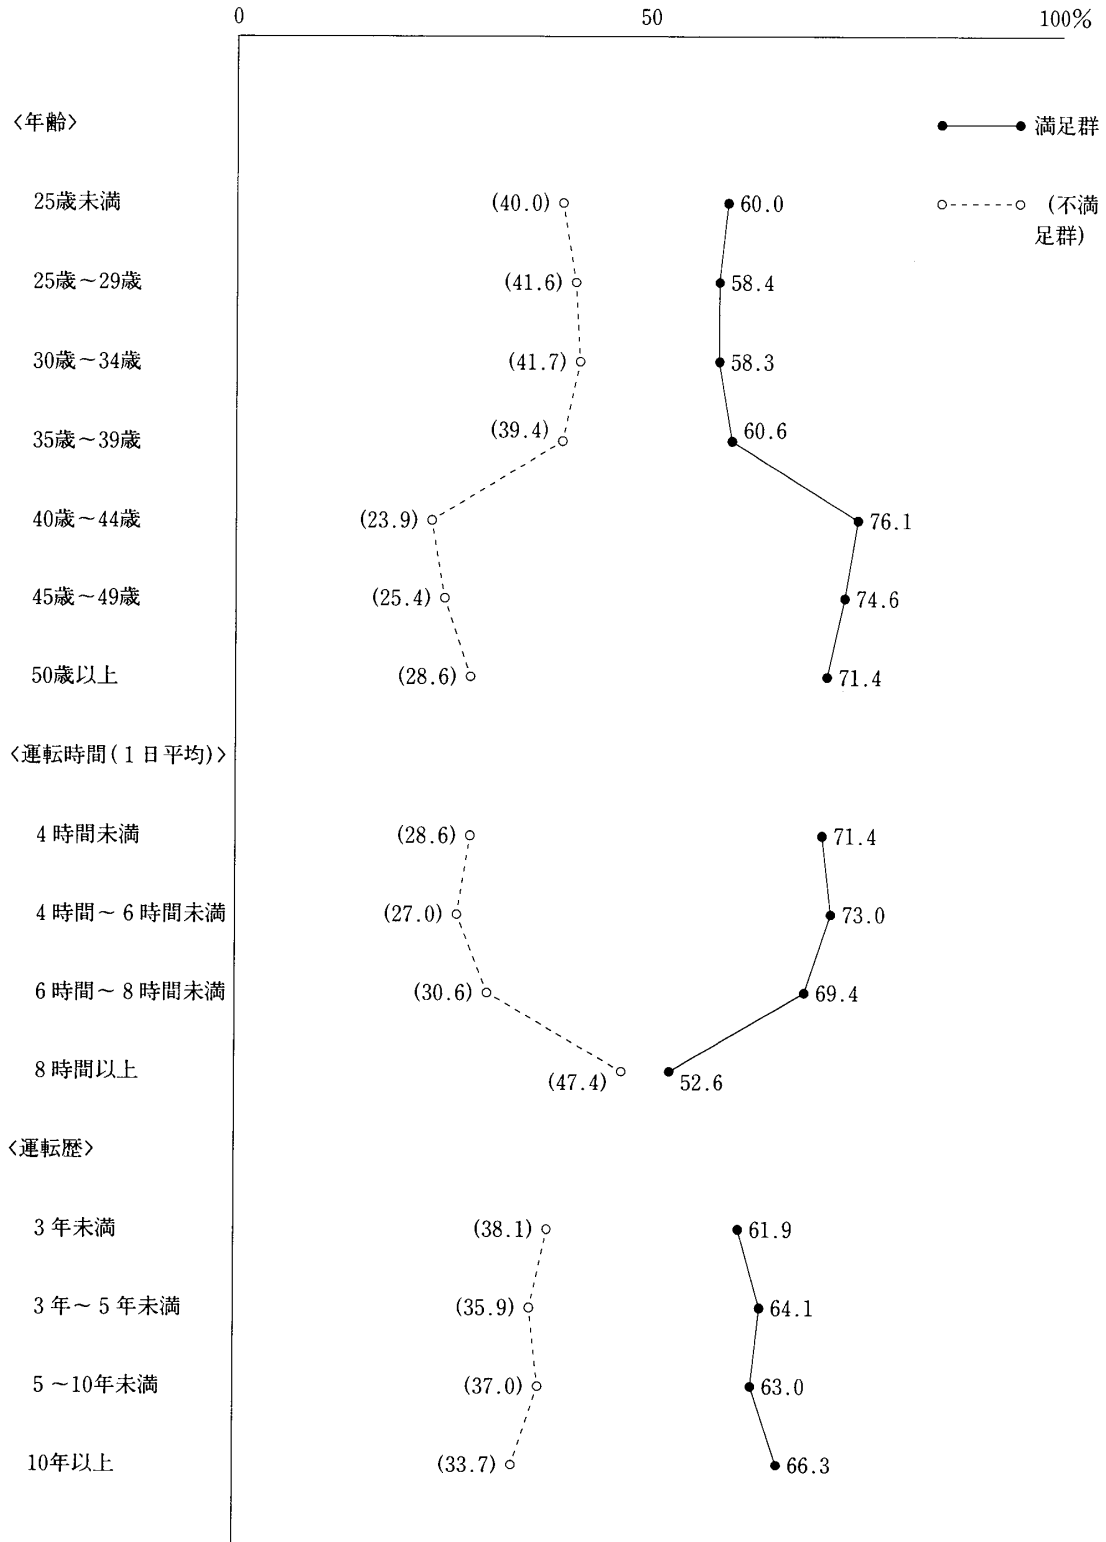 0 50 100%
〈年齢〉
満足群
25歳未満 (40.0) 60.0
(不満
足群)
25歳～29歳 (41.6) 58.4
30歳～34歳 (41.7) 58.3
35歳～39歳 (39.4) 60.6
40歳～44歳 (23.9) 76.1
45歳～49歳 (25.4) 74.6
50歳以上 (28.6) 71.4
〈運転時間(1日平均)〉
4時間未満 (28.6) 71.4
4時間～6時間未満 (27.0) 73.0
6時間～8時間未満 (30.6) 69.4
8時間以上 (47.4) 52.6
〈運転歴〉
3年未満 (38.1) 61.9
3年～5年未満 (35.9) 64.1
5～10年未満 (37.0) 63.0
10年以上 (33.7) 66.3